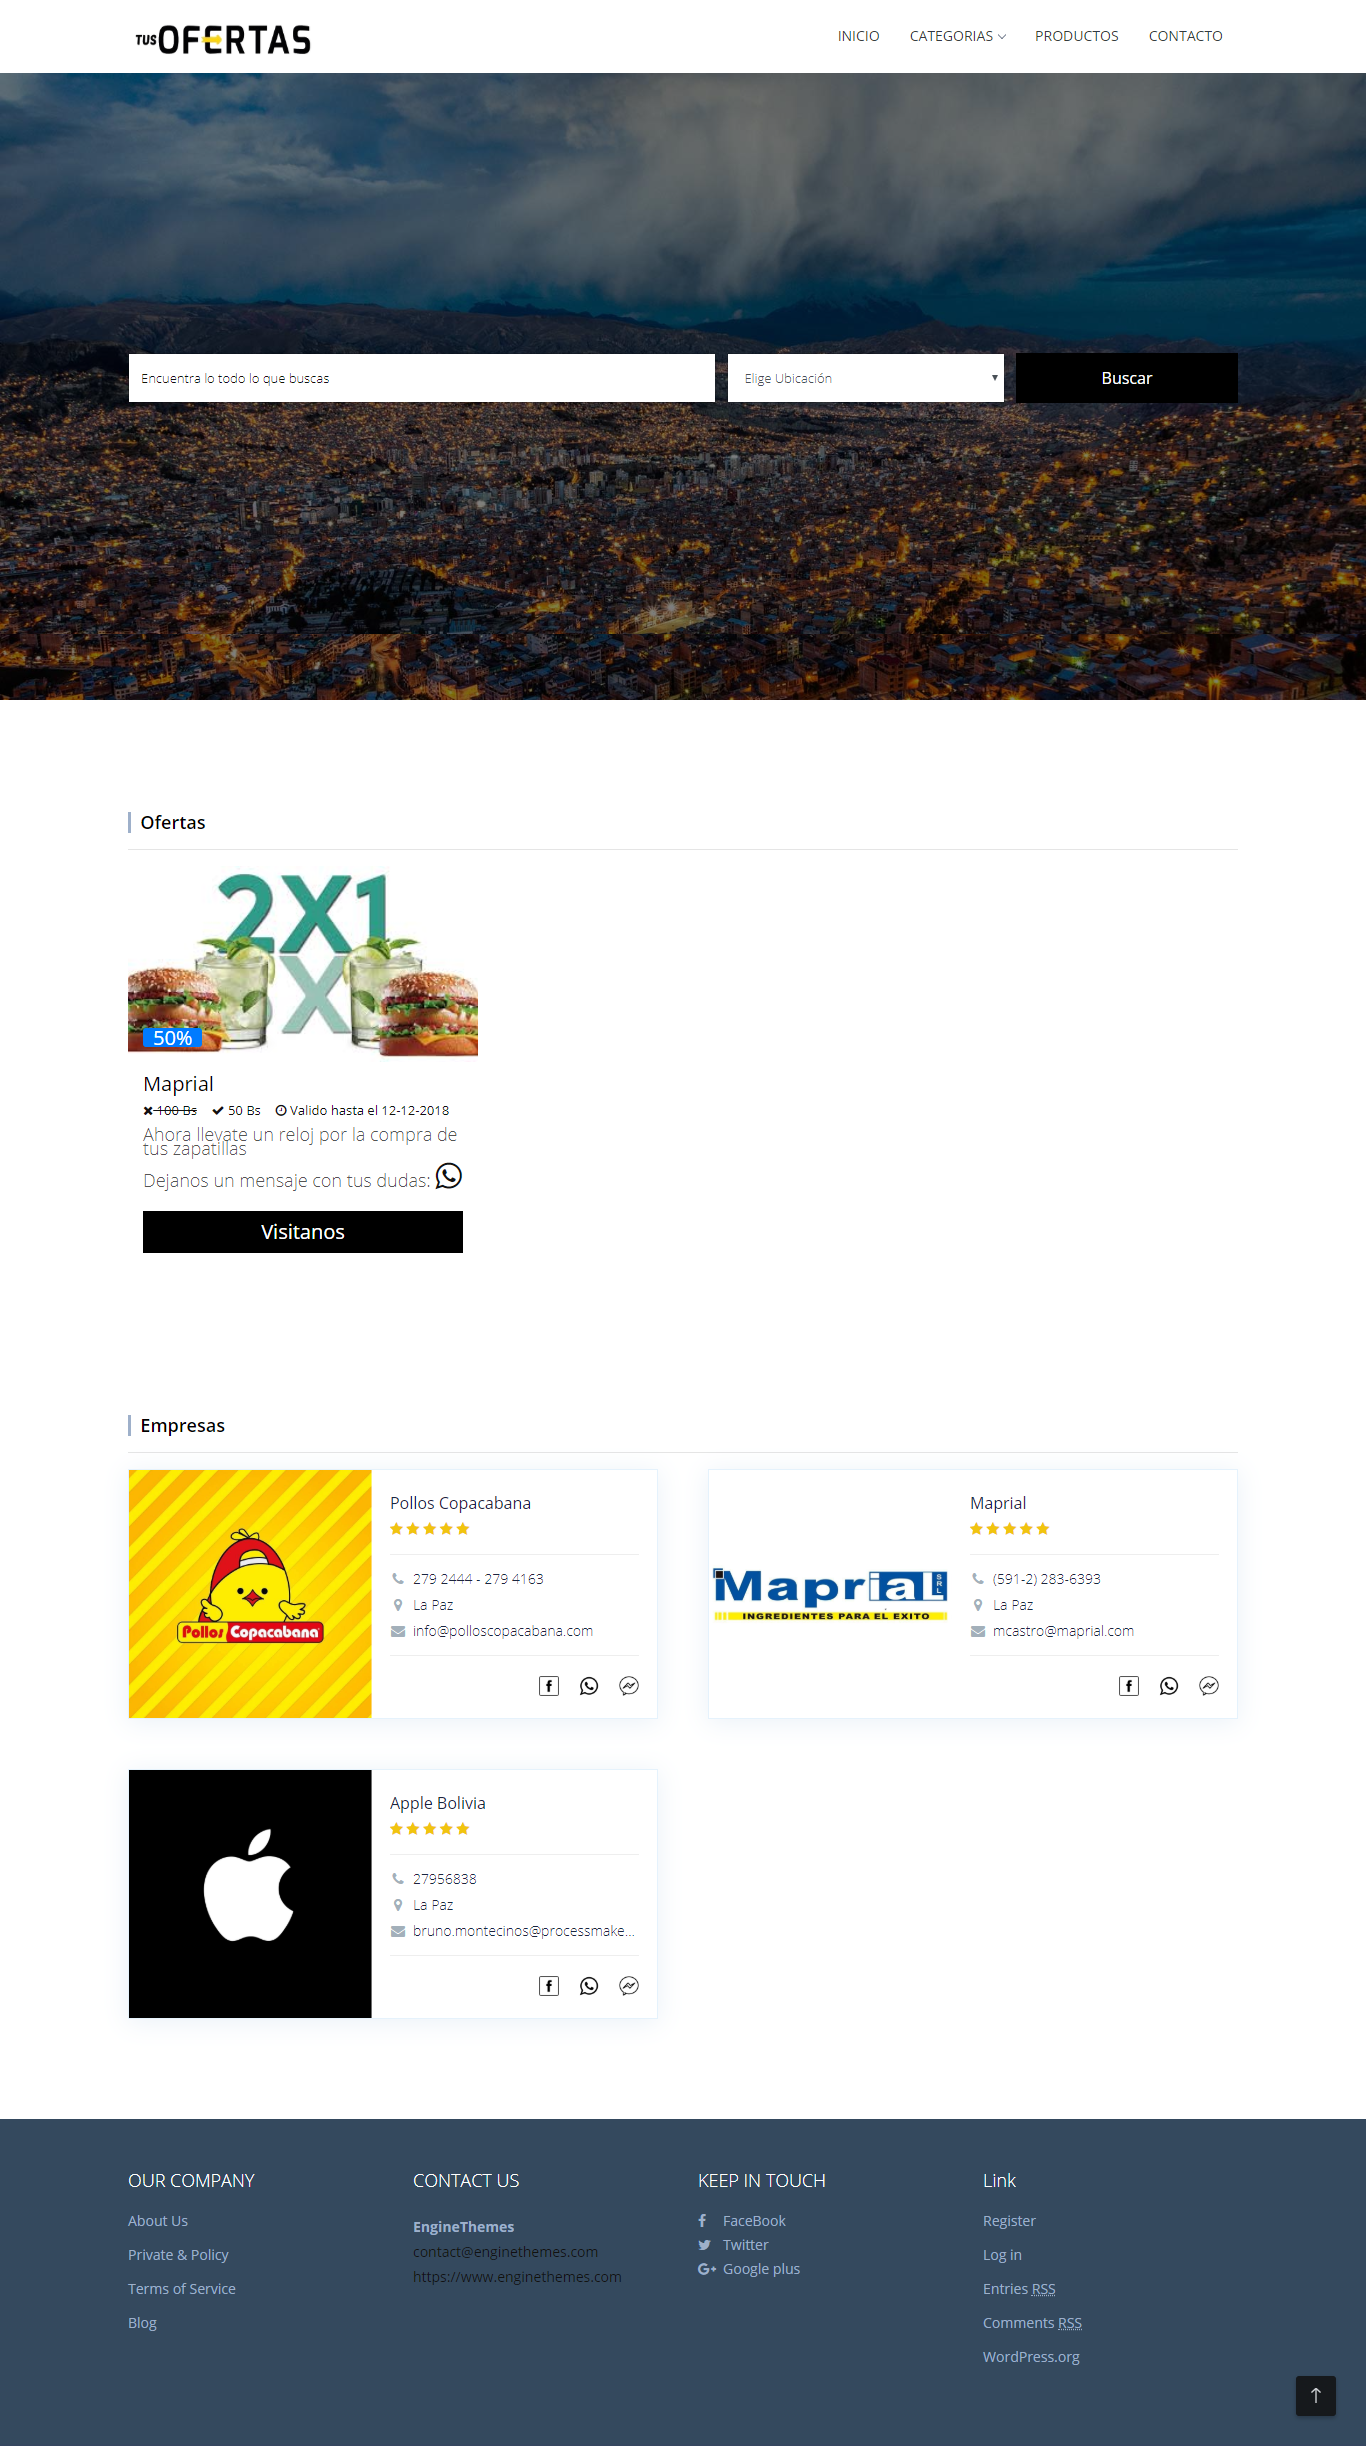 TUSOFERTAS
INICIO
CATEGORIAS
PRODUCTOS
CONTACTO
Encuentra lo todo lo que buscas
Elige Ubicación
Buscar
Ofertas
2X1
50%
Maprial
100 Bs 50 Bs Valido hasta el 12-12-2018
Ahora llevate un reloj por la compra de
tus zapatillas
Dejanos un mensaje con tus dudas:
Visitanos
Empresas
Pollos Copacabana
Pollos Copacabana
279 2444 - 279 4163
La Paz
info@polloscopacabana.com
Maprial SRL
INGREDIENTES PARA EL EXITO
Maprial
(591-2) 283-6393
La Paz
mcastro@maprial.com
Apple Bolivia
27956838
La Paz
bruno.montecinos@processmake...
OUR COMPANY
About Us
Private & Policy
Terms of Service
Blog
CONTACT US
EngineThemes
contact@enginethemes.com
https://www.enginethemes.com
KEEP IN TOUCH
FaceBook
Twitter
Google plus
Link
Register
Log in
Entries RSS
Comments RSS
WordPress.org